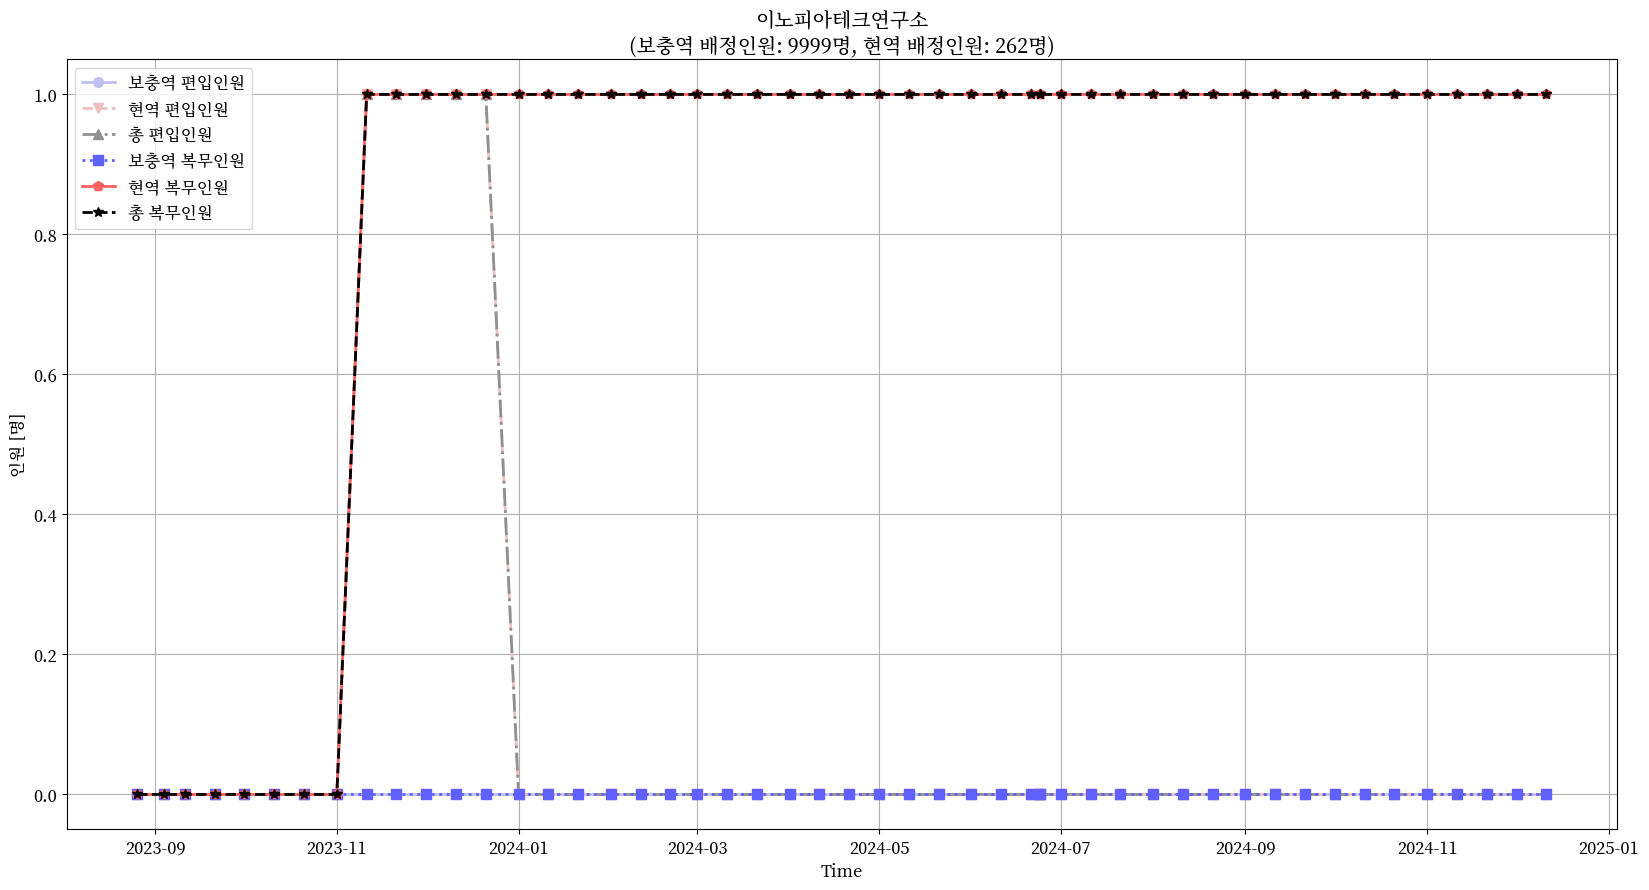 이노피아테크연구소
(보충역 배정인원: 9999명, 현역 배정인원: 262명)
보충역 편입인원
현역 편입인원
총 편입인원
보충역 복무인원
현역 복무인원
총 복무인원
1.0
0.8
0.6
0.4
0.2
0.0
인원 [명]
2023-09 2023-11 2024-01 2024-03 2024-05 2024-07 2024-09 2024-11 2025-01
Time